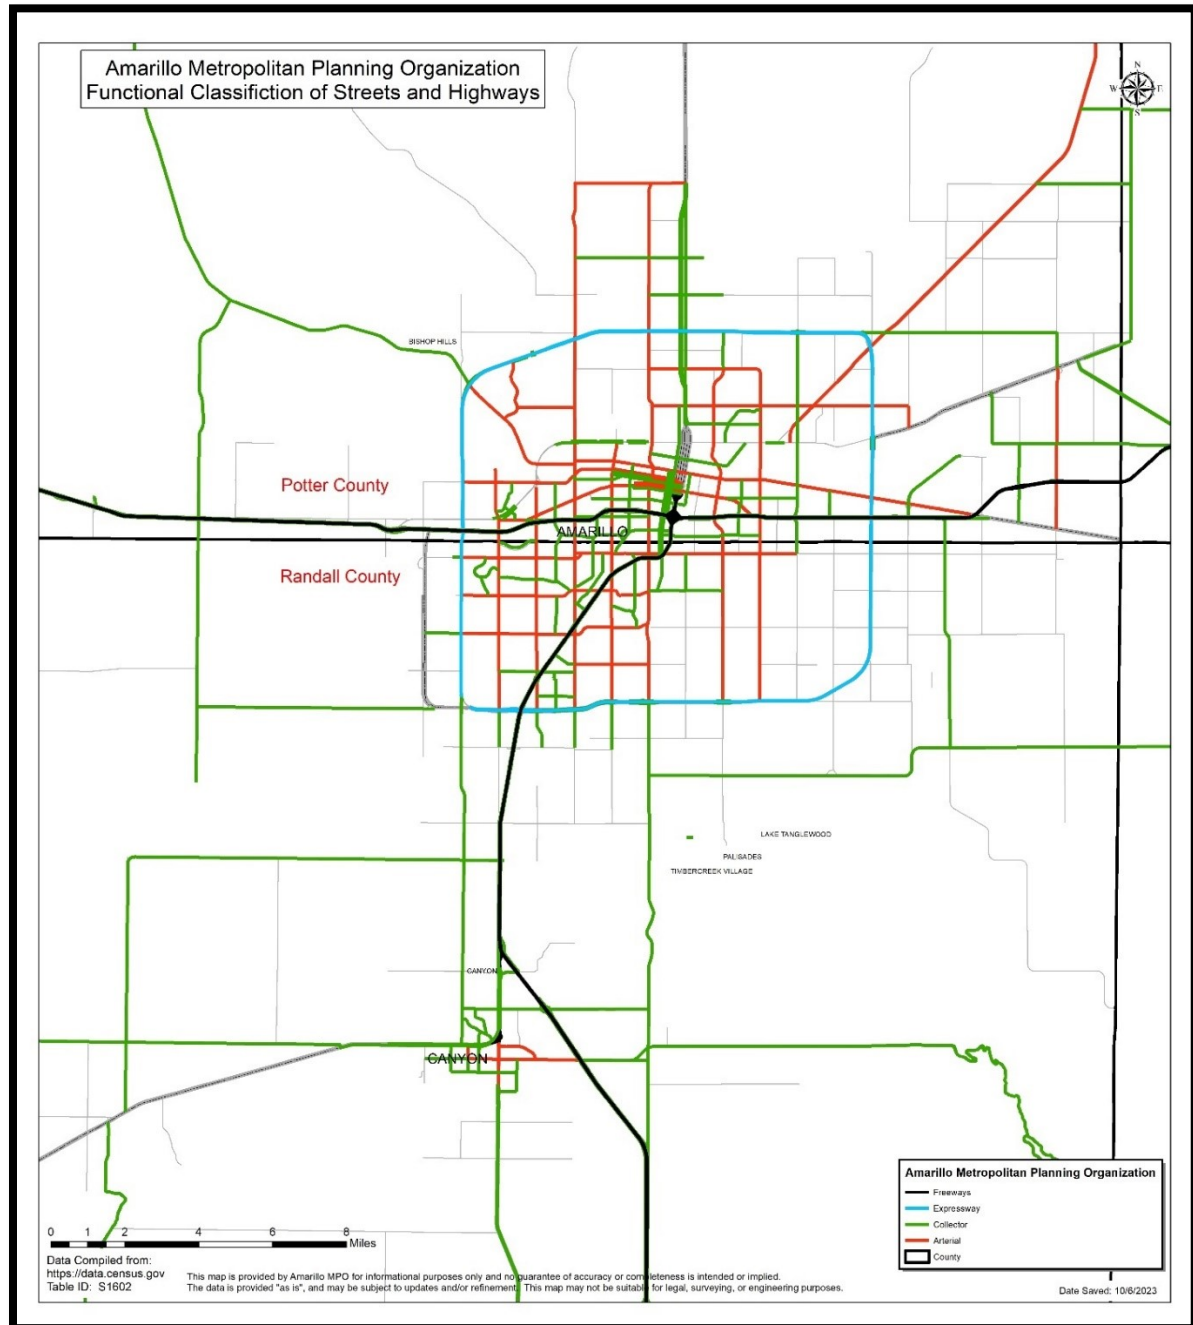 Amarillo Metropolitan Planning Organization
Functional Classifiction of Streets and Highways
N
W E
S
BISHOP HILLS
Potter County
AMARILLO
Randall County
LAKE TANGLEWOOD
PALISADES
TIMBERCREEK VILLAGE
CANYON
CANYON
Amarillo Metropolitan Planning Organization
Freeways
Expressway
Collector
Arterial
County
0 1 2 4 6 8
Miles
Data Compiled from:
https://data.census.gov
Table ID: S1602
This map is provided by Amarillo MPO for informational purposes only and no guarantee of accuracy or completeness is intended or implied.
The data is provided "as is", and may be subject to updates and/or refinement. This map may not be suitable for legal, surveying, or engineering purposes.
Date Saved: 10/6/2023